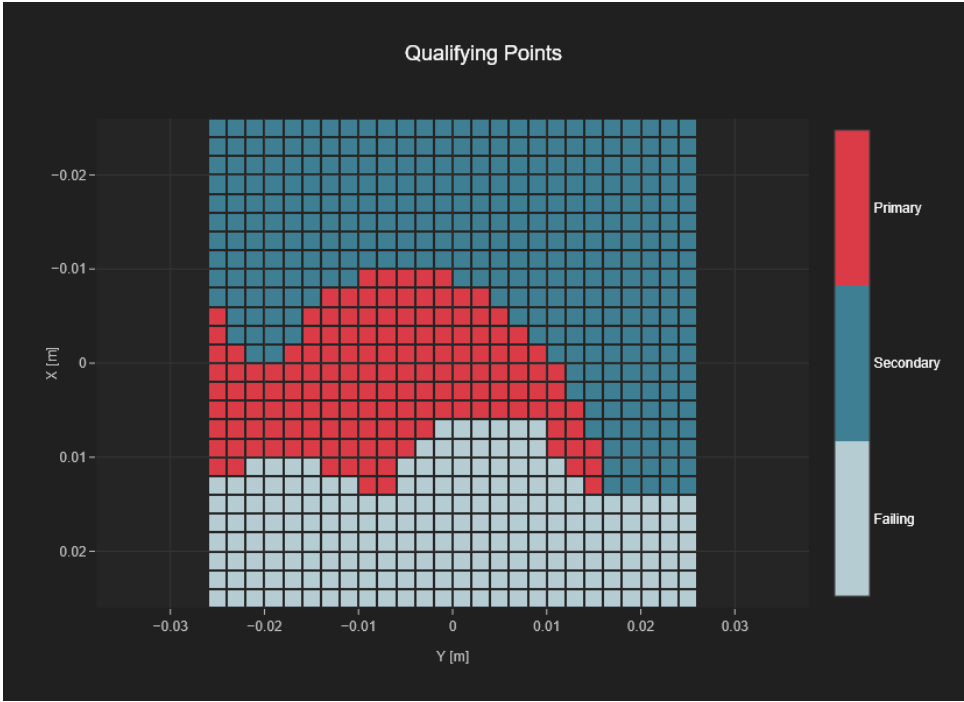 Qualifying Points
X [m]
−0.02
−0.01
0
0.01
0.02
−0.03
−0.02
−0.01
0
0.01
0.02
0.03
Y [m]
Primary
Secondary
Failing